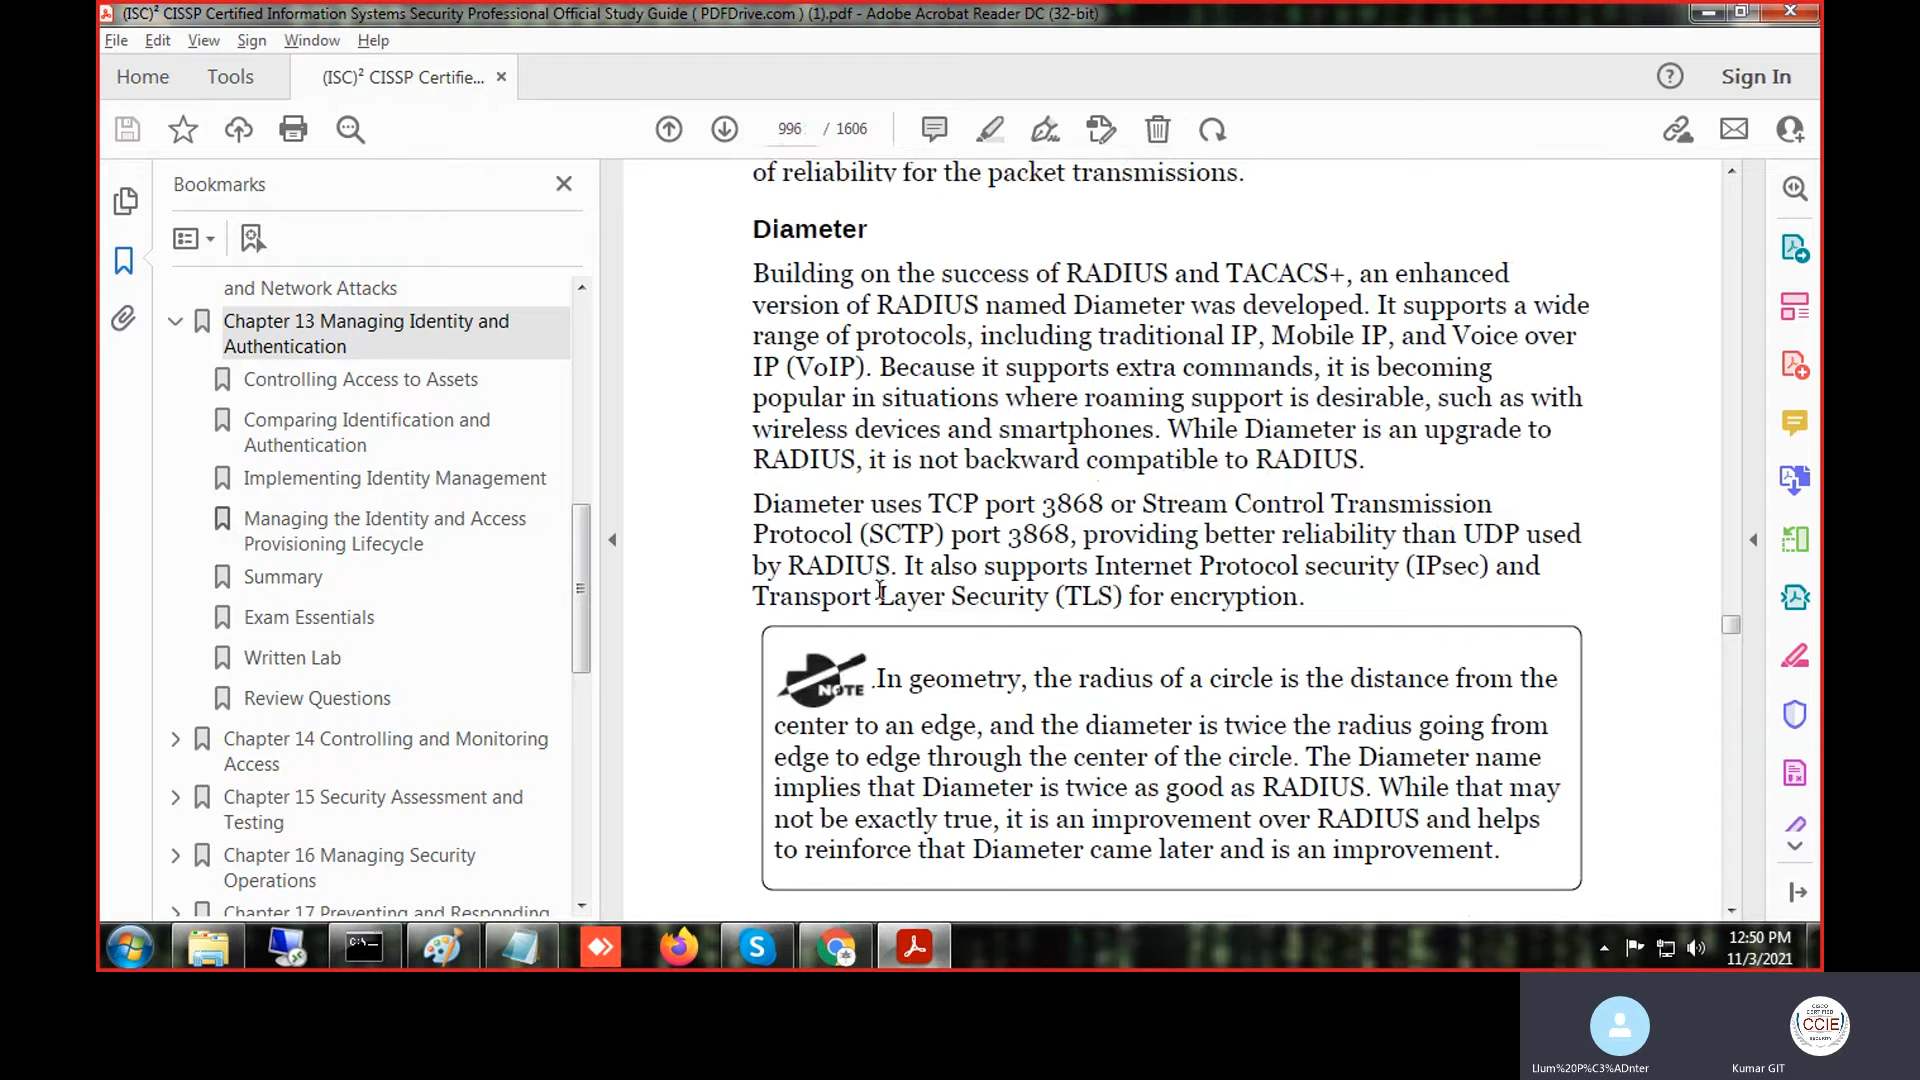 (ISC)² CISSP Certified Information Systems Security Professional Official Study Guide ( PDFDrive.com ) (1).pdf - Adobe Acrobat Reader DC (32-bit)
File Edit View Sign Window Help
Home Tools (ISC)² CISSP Certifie... Sign In
996 / 1606
Bookmarks
and Network Attacks
Chapter 13 Managing Identity and
Authentication
Controlling Access to Assets
Comparing Identification and
Authentication
Implementing Identity Management
Managing the Identity and Access
Provisioning Lifecycle
Summary
Exam Essentials
Written Lab
Review Questions
Chapter 14 Controlling and Monitoring
Access
Chapter 15 Security Assessment and
Testing
Chapter 16 Managing Security
Operations
Chapter 17 Preventing and Responding
of reliability for the packet transmissions.
Diameter
Building on the success of RADIUS and TACACS+, an enhanced
version of RADIUS named Diameter was developed. It supports a wide
range of protocols, including traditional IP, Mobile IP, and Voice over
IP (VoIP). Because it supports extra commands, it is becoming
popular in situations where roaming support is desirable, such as with
wireless devices and smartphones. While Diameter is an upgrade to
RADIUS, it is not backward compatible to RADIUS.
Diameter uses TCP port 3868 or Stream Control Transmission
Protocol (SCTP) port 3868, providing better reliability than UDP used
by RADIUS. It also supports Internet Protocol security (IPsec) and
Transport Layer Security (TLS) for encryption.
NOTE .In geometry, the radius of a circle is the distance from the
center to an edge, and the diameter is twice the radius going from
edge to edge through the center of the circle. The Diameter name
implies that Diameter is twice as good as RADIUS. While that may
not be exactly true, it is an improvement over RADIUS and helps
to reinforce that Diameter came later and is an improvement.
C:\.
12:50 PM
11/3/2021
CISCO
CERTIFIED
CCIE
SECURITY
Llum%20P%C3%ADnter Kumar GIT